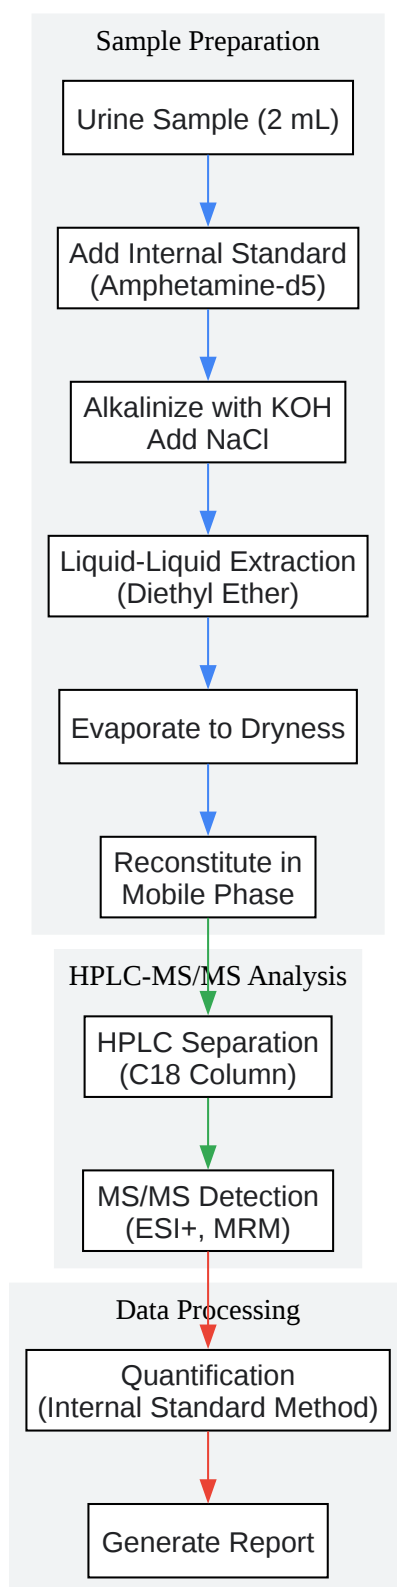 Sample Preparation
Urine Sample (2 mL)
Add Internal Standard
(Amphetamine-d5)
Alkalinize with KOH
Add NaCl
Liquid-Liquid Extraction
(Diethyl Ether)
Evaporate to Dryness
Reconstitute in
Mobile Phase
HPLC-MS/MS Analysis
HPLC Separation
(C18 Column)
MS/MS Detection
(ESI+, MRM)
Data Processing
Quantification
(Internal Standard Method)
Generate Report